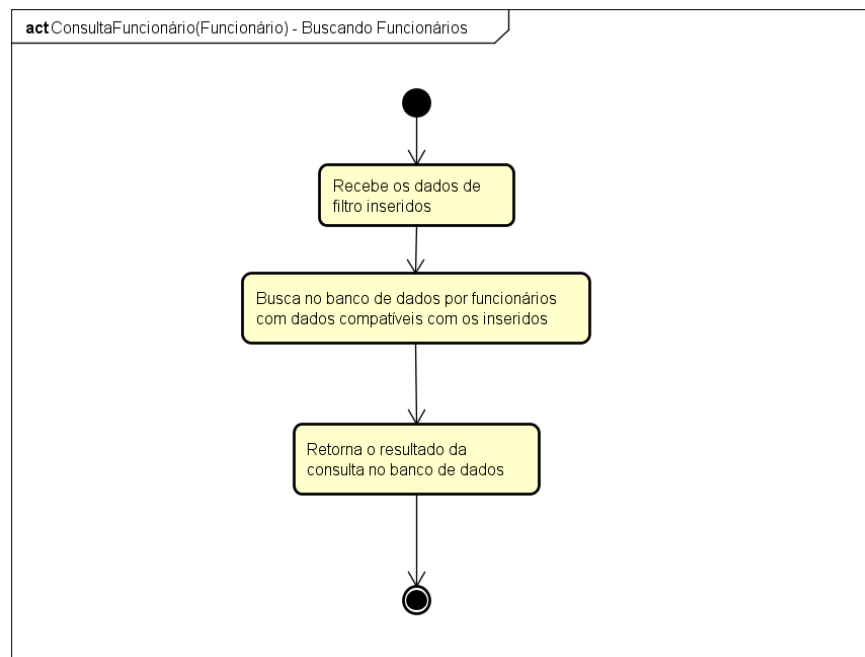 act ConsultaFuncionário(Funcionário) - Buscando Funcionários
Recebe os dados de
filtro inseridos
Busca no banco de dados por funcionários
com dados compatíveis com os inseridos
Retorna o resultado da
consulta no banco de dados